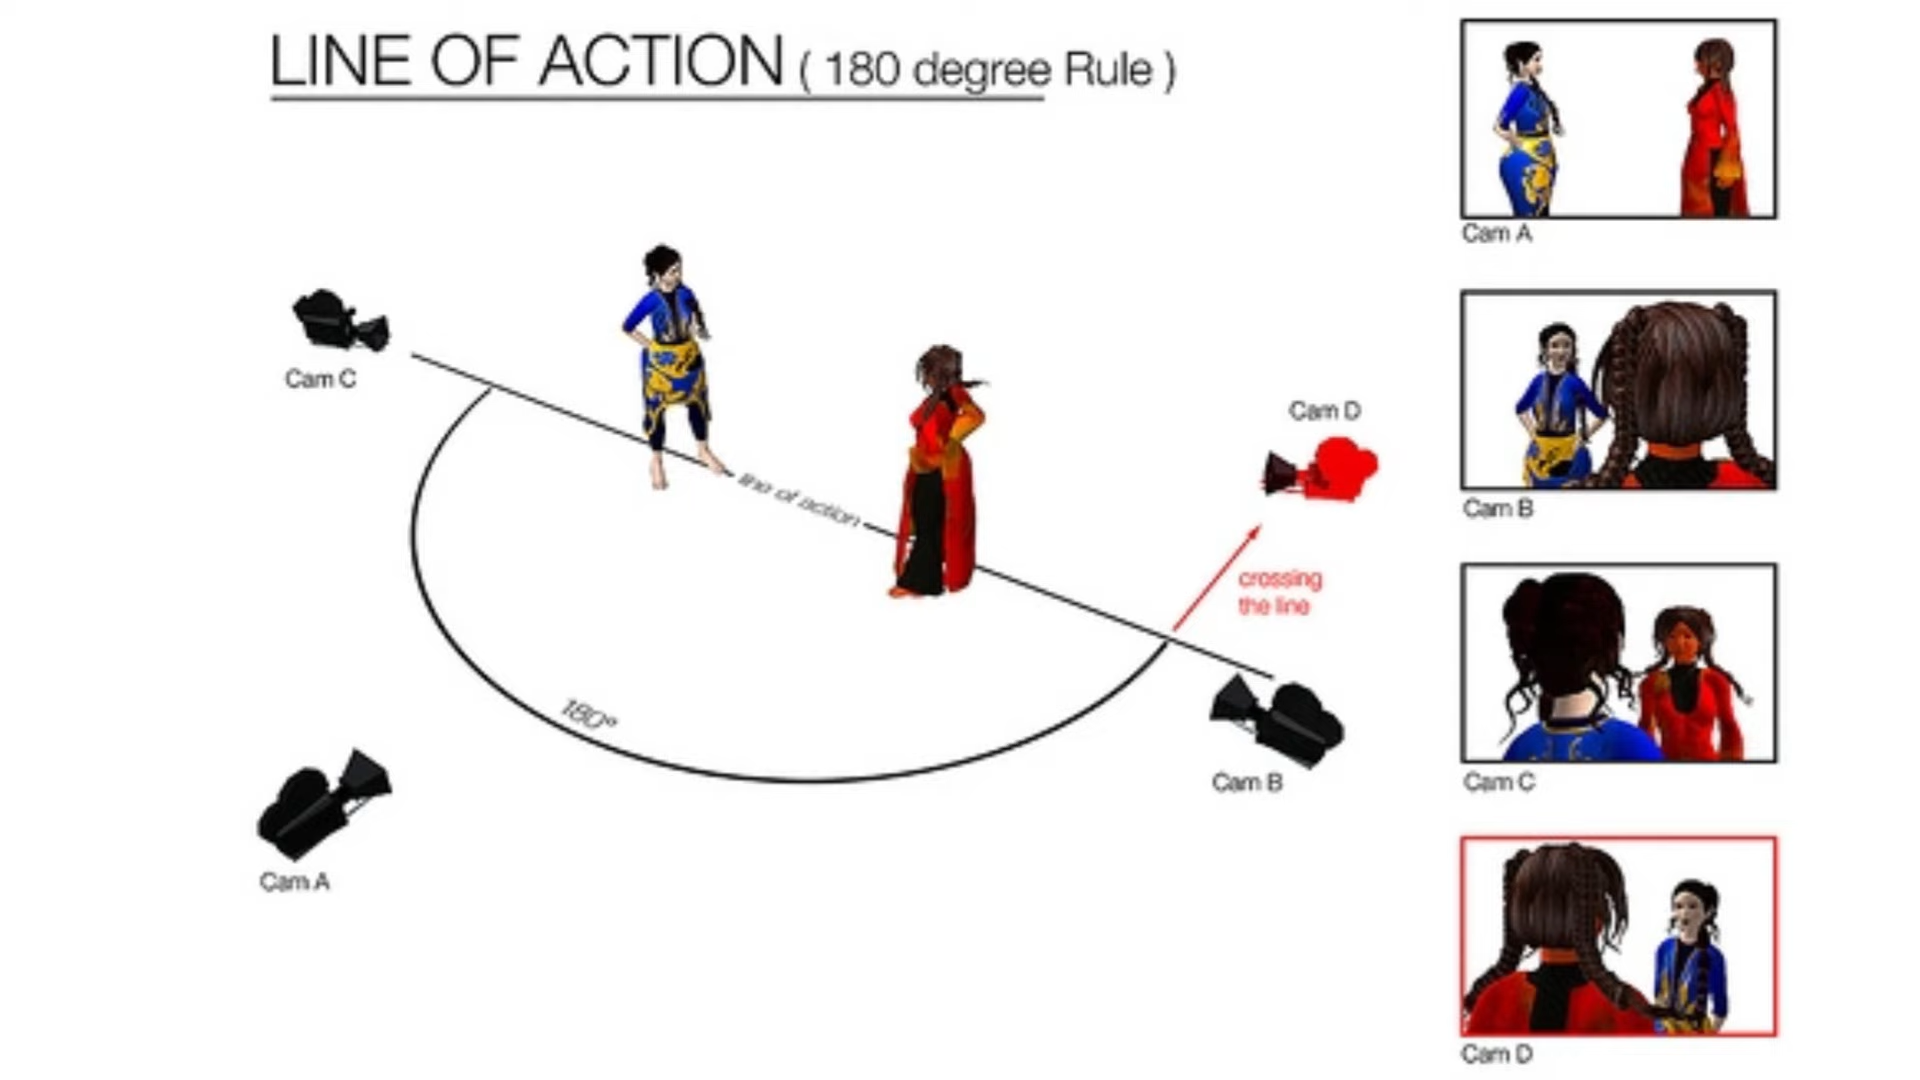 LINE OF ACTION ( 180 degree Rule )
Cam A
Cam C
Cam D
line of action
crossing
the line
Cam B
180°
Cam B
Cam A
Cam C
Cam D